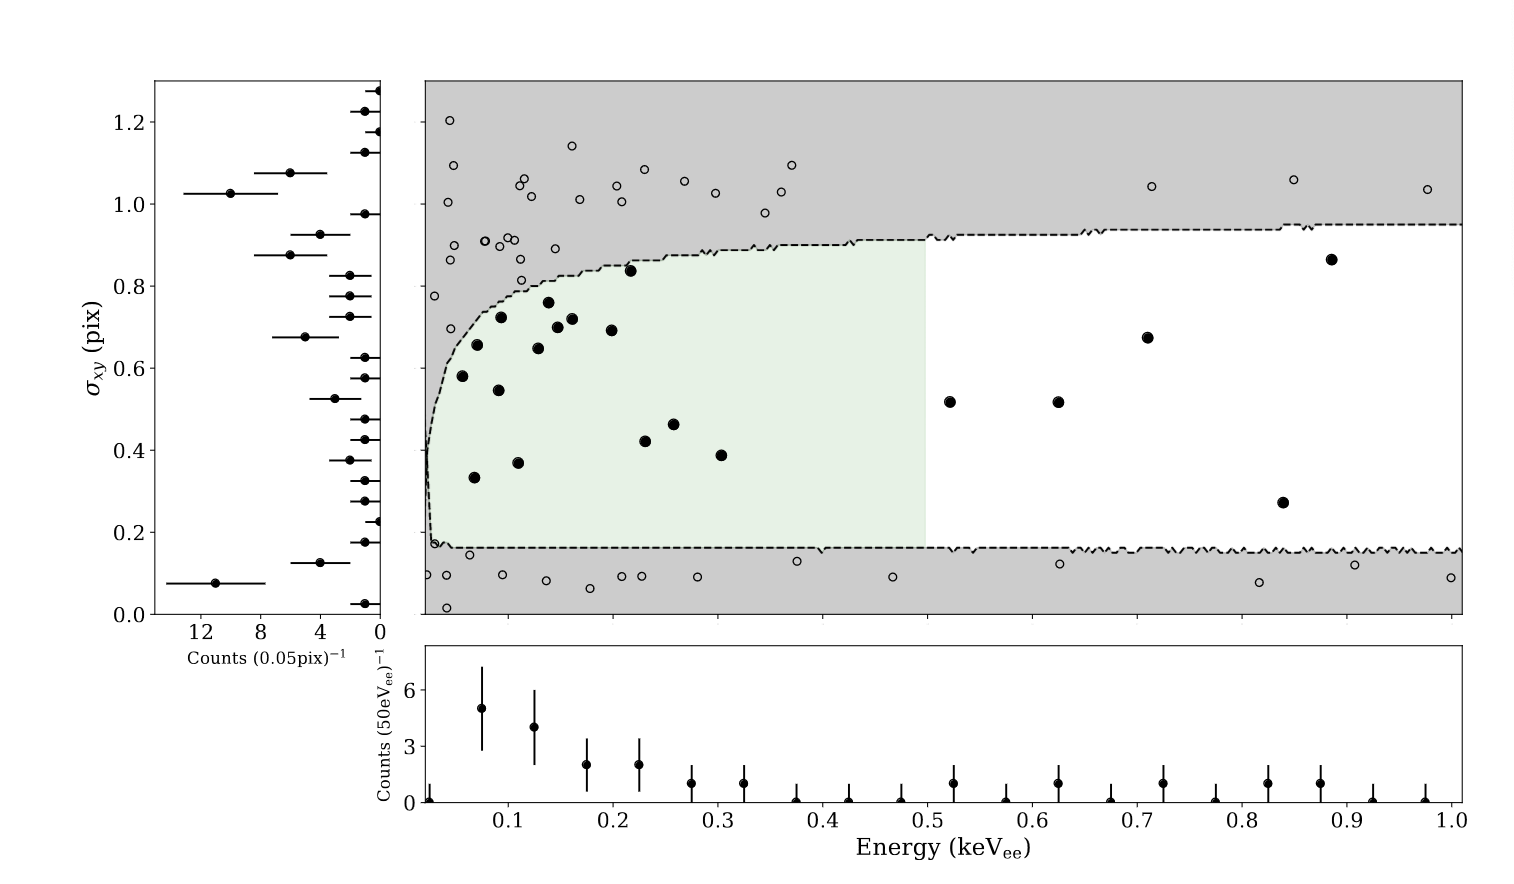 1.2
1.0
0.8
0.6
0.4
0.2
0.0
σxy (pix)
12 8 4 0
Counts (0.05pix)⁻¹
6
3
0
Counts (50eVee)⁻¹
0.1 0.2 0.3 0.4 0.5 0.6 0.7 0.8 0.9 1.0
Energy (keVee)